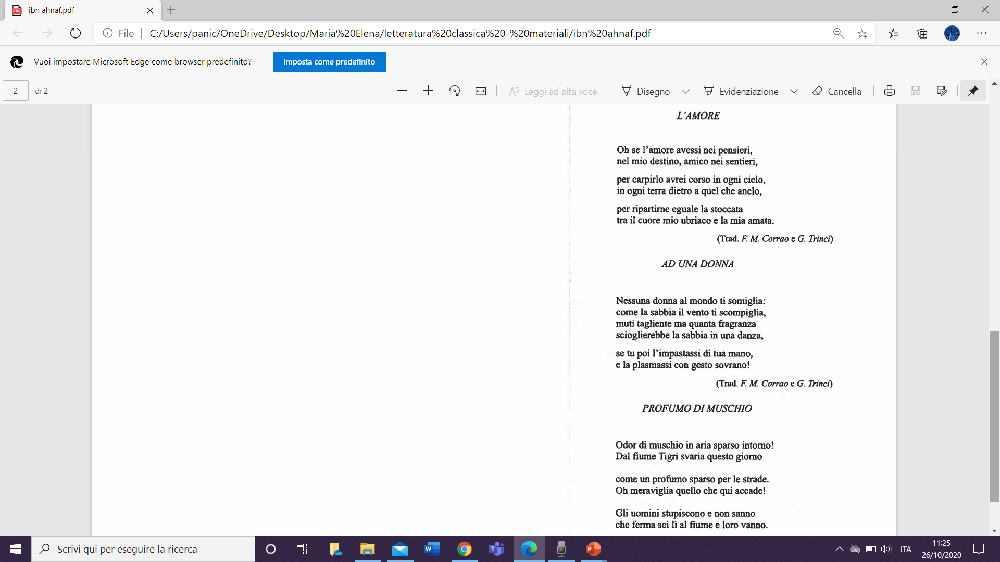 ibn ahnaf.pdf
File
C:/Users/panic/OneDrive/Desktop/Maria%20Elena/letteratura%20classica%20-%20materiali/ibn%20ahnaf.pdf
Vuoi impostare Microsoft Edge come browser predefinito?
Imposta come predefinito
2 di 2
Leggi ad alta voce
Disegno
Evidenziazione
Cancella
L'AMORE
Oh se l'amore avessi nei pensieri,
nel mio destino, amico nei sentieri,
per carpirlo avrei corso in ogni cielo,
in ogni terra dietro a quel che anelo,
per ripartirne eguale la stoccata
tra il cuore mio ubriaco e la mia amata.
(Trad. F. M. Corrao e G. Trinci)
AD UNA DONNA
Nessuna donna al mondo ti somiglia:
come la sabbia il vento ti scompiglia,
muti tagliente ma quanta fragranza
scioglierebbe la sabbia in una danza,
se tu poi l'impastassi di tua mano,
e la plasmassi con gesto sovrano!
(Trad. F. M. Corrao e G. Trinci)
PROFUMO DI MUSCHIO
Odor di muschio in aria sparso intorno!
Dal fiume Tigri svaria questo giorno
come un profumo sparso per le strade.
Oh meraviglia quello che qui accade!
Gli uomini stupiscono e non sanno
che ferma sei lì al fiume e loro vanno.
Scrivi qui per eseguire la ricerca
ITA
11:25
26/10/2020